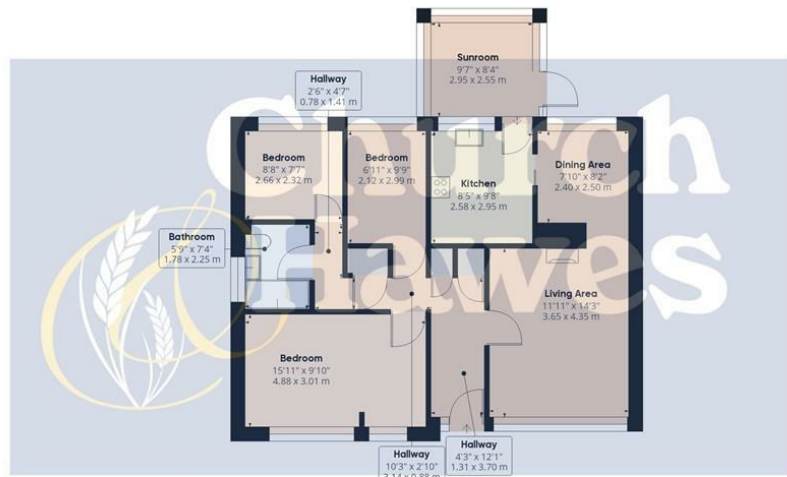 Sunroom
9'7" x 8'4"
2.95 x 2.55 m
Hallway
2'6" x 4'7"
0.78 x 1.41 m
Church
Hawes
Bedroom
8'8" x 7'7"
2.66 x 2.32 m
Bedroom
6'11" x 9'9"
2.12 x 2.99 m
Kitchen
8'5" x 9'8"
2.58 x 2.95 m
Dining Area
7'10" x 8'2"
2.40 x 2.50 m
Bathroom
5'9" x 7'4"
1.78 x 2.25 m
Living Area
11'11" x 14'3"
3.65 x 4.35 m
Bedroom
15'11" x 9'10"
4.88 x 3.01 m
Hallway
4'3" x 12'1"
1.31 x 3.70 m
Hallway
10'3" x 2'10"
3.14 x 0.88 m
&